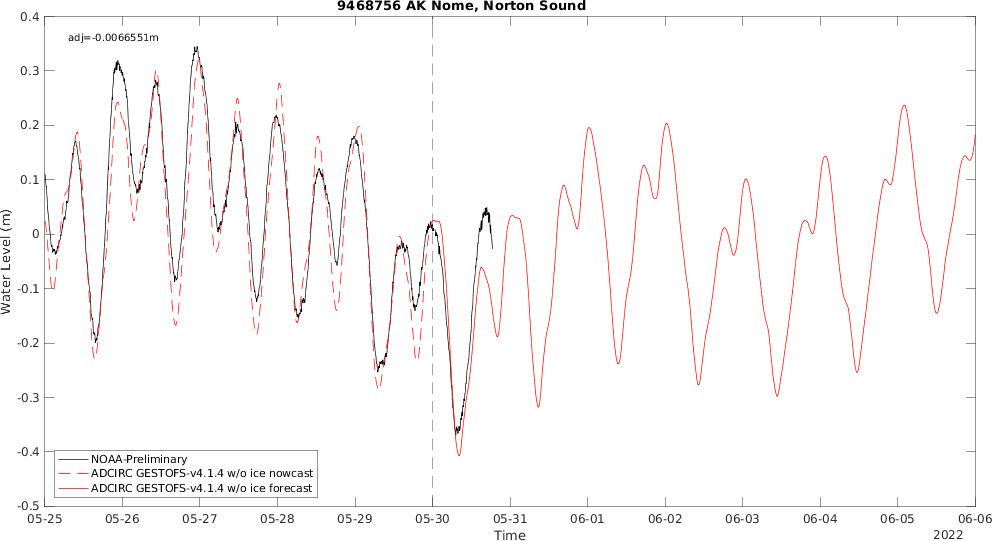 9468756 AK Nome, Norton Sound
adj=-0.0066551m
0.4
0.3
0.2
0.1
0
-0.1
-0.2
-0.3
-0.4
-0.5
Water Level (m)
NOAA-Preliminary
ADCIRC GESTOFS-v4.1.4 w/o ice nowcast
ADCIRC GESTOFS-v4.1.4 w/o ice forecast
05-25 05-26 05-27 05-28 05-29 05-30 05-31 06-01 06-02 06-03 06-04 06-05 06-06
Time
2022